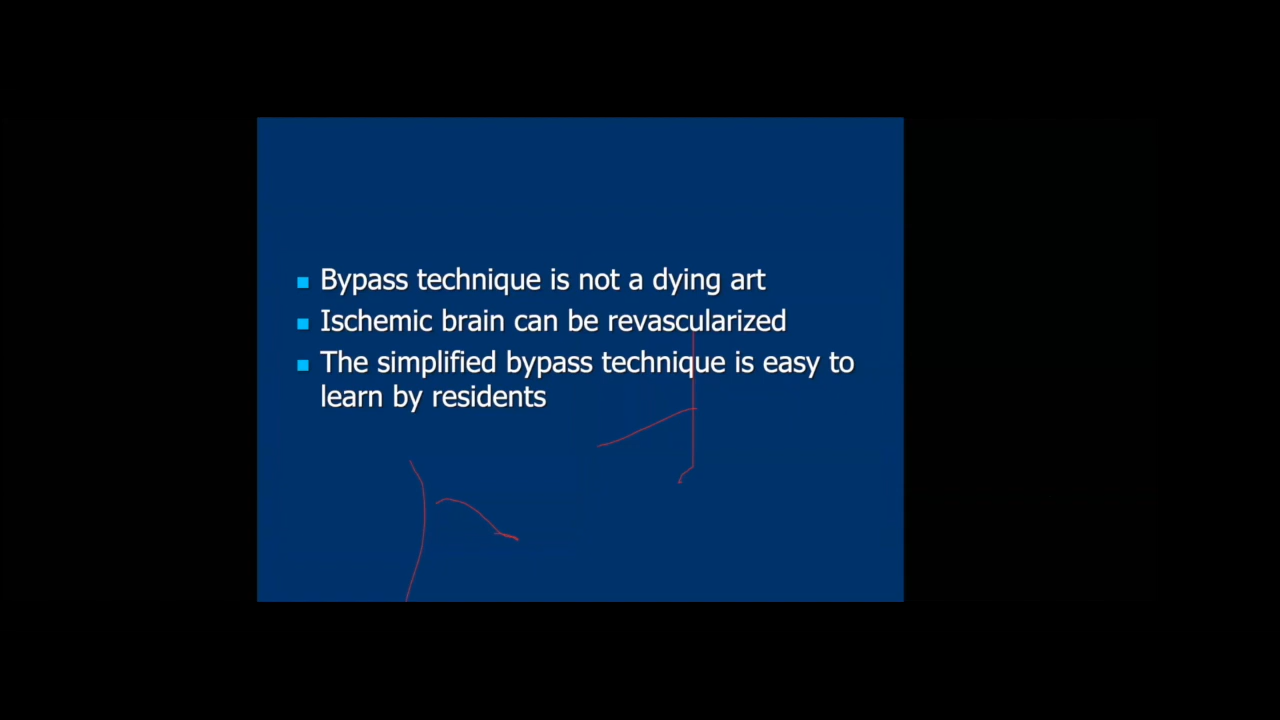 Bypass technique is not a dying art
Ischemic brain can be revascularized
The simplified bypass technique is easy to
learn by residents